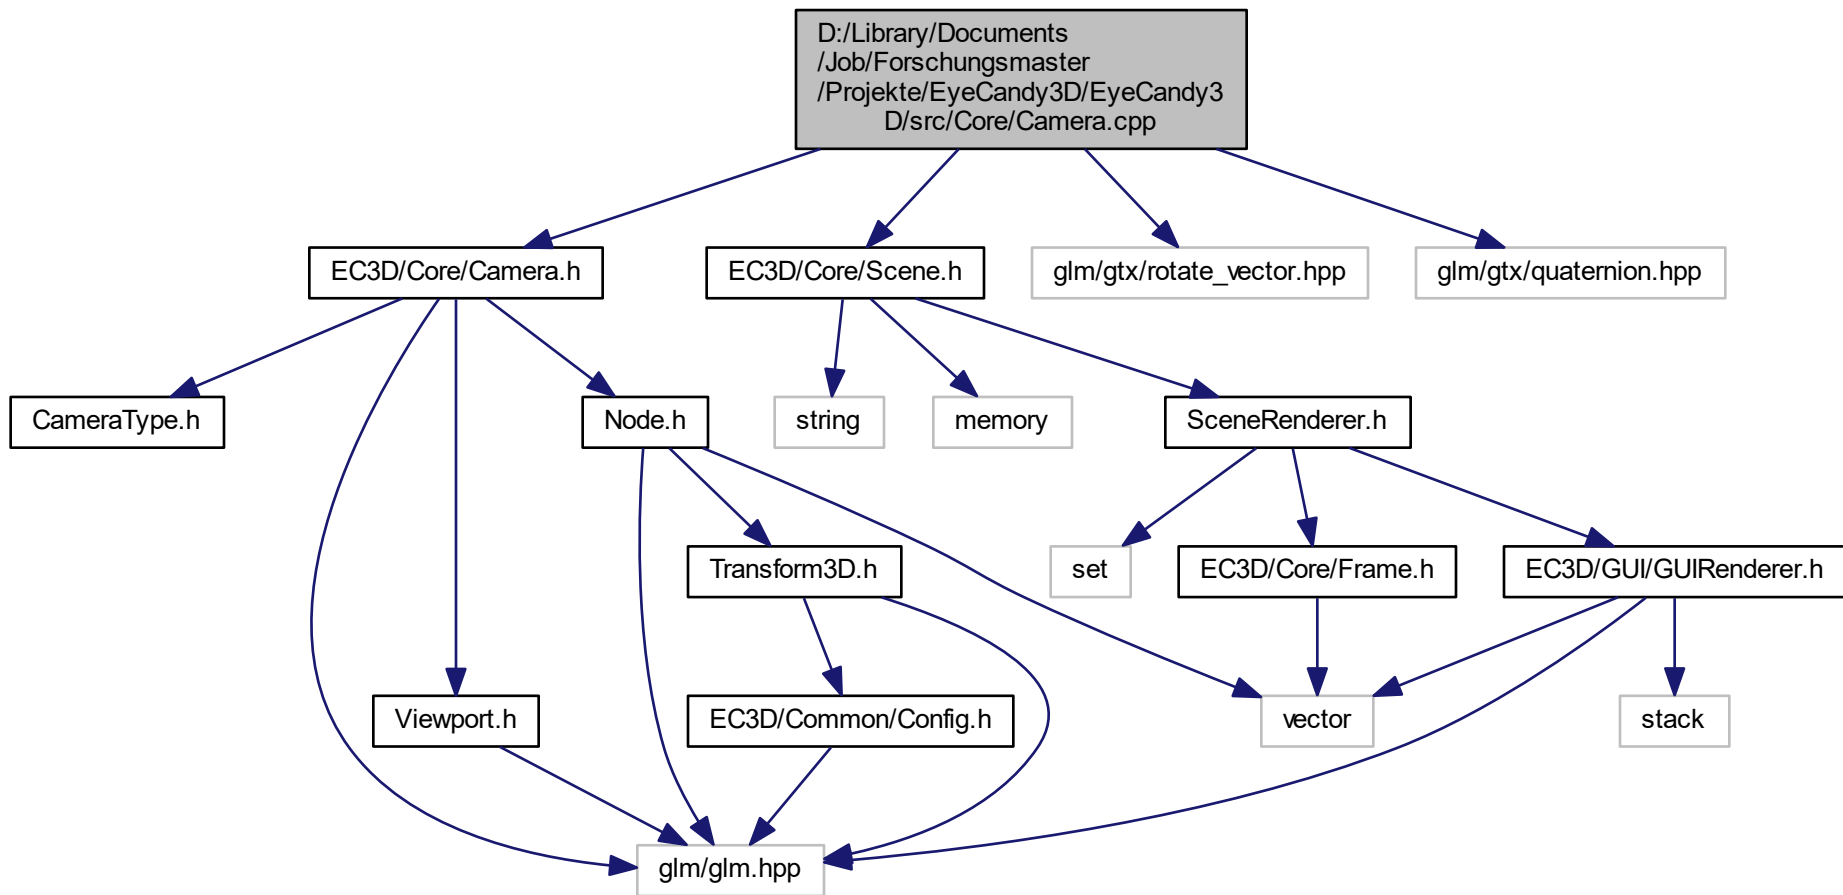 D:/Library/Documents
/Job/Forschungsmaster
/Projekte/EyeCandy3D/EyeCandy3
D/src/Core/Camera.cpp
EC3D/Core/Camera.h
EC3D/Core/Scene.h
glm/gtx/rotate_vector.hpp
glm/gtx/quaternion.hpp
CameraType.h
Node.h
string
memory
SceneRenderer.h
Transform3D.h
set
EC3D/Core/Frame.h
EC3D/GUI/GUIRenderer.h
Viewport.h
EC3D/Common/Config.h
vector
stack
glm/glm.hpp